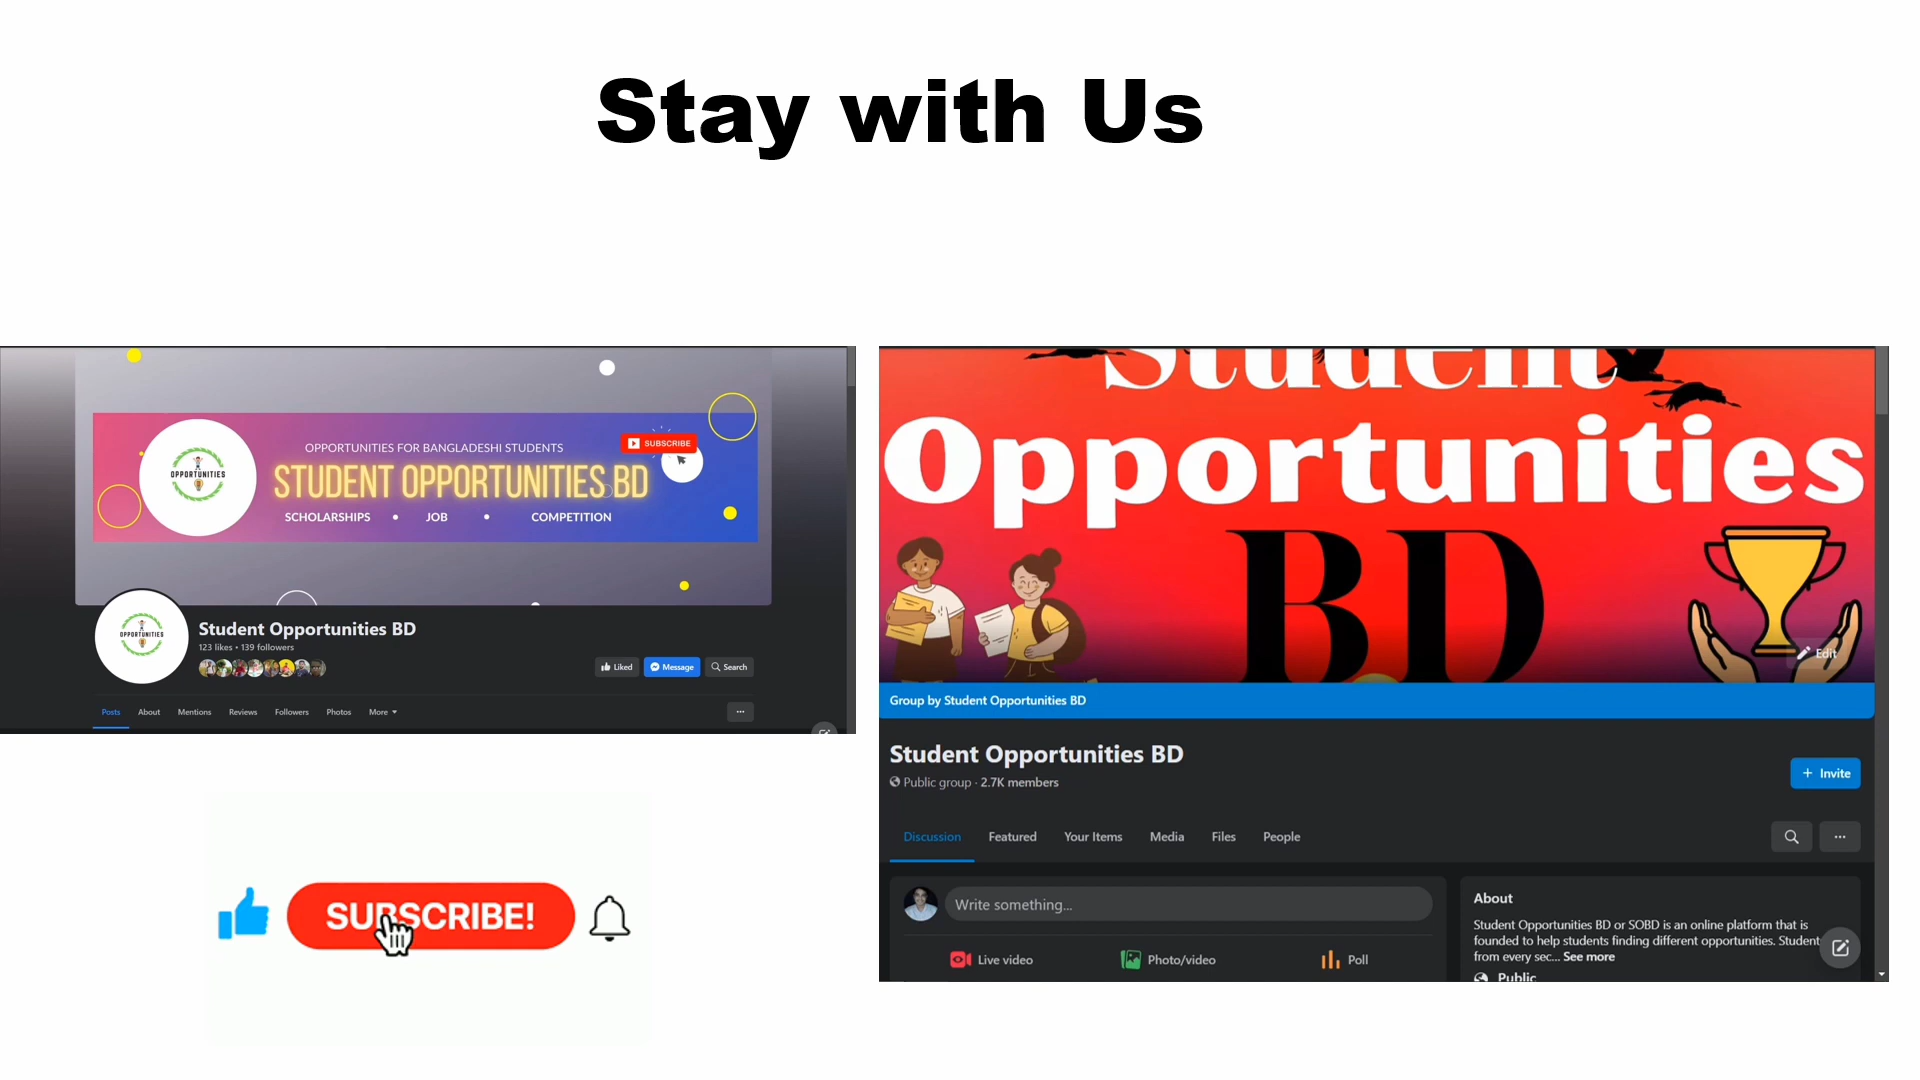 Stay with Us
OPPORTUNITIES FOR BANGLADESHI STUDENTS
SUBSCRIBE
OPPORTUNITIES
STUDENT OPPORTUNITIES BD
SCHOLARSHIPS • JOB • COMPETITION
OPPORTUNITIES
Student Opportunities BD
123 likes • 139 followers
Liked
Message
Search
Posts
About
Mentions
Reviews
Followers
Photos
More
SUBSCRIBE!
Student
Opportunities
BD
Edit
Group by Student Opportunities BD
Student Opportunities BD
Public group · 2.7K members
+ Invite
Discussion
Featured
Your Items
Media
Files
People
Write something...
Live video
Photo/video
Poll
About
Student Opportunities BD or SOBD is an online platform that is
founded to help students finding different opportunities. Student
from every sec... See more
Public